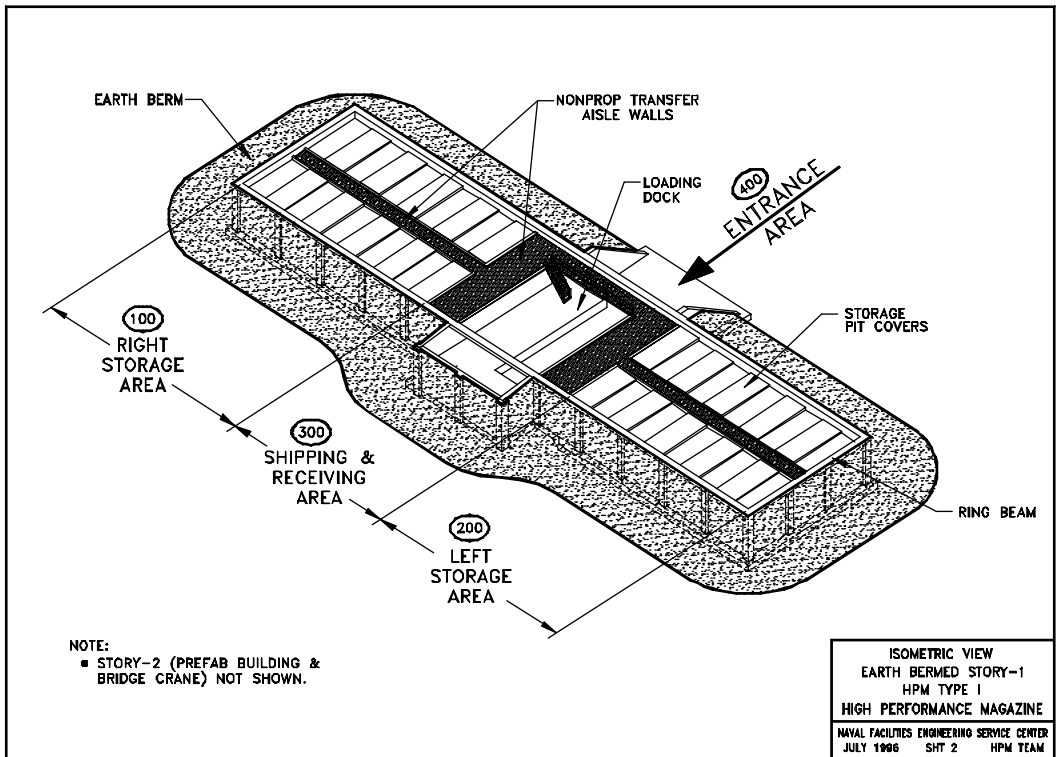 EARTH BERM
NONPROP TRANSFER
AISLE WALLS
LOADING
DOCK
400
ENTRANCE
AREA
STORAGE
PIT COVERS
100
RIGHT
STORAGE
AREA
300
SHIPPING &
RECEIVING
AREA
200
LEFT
STORAGE
AREA
RING BEAM
NOTE:
▪ STORY-2 (PREFAB BUILDING &
BRIDGE CRANE) NOT SHOWN.
ISOMETRIC VIEW
EARTH BERMED STORY-1
HPM TYPE I
HIGH PERFORMANCE MAGAZINE
NAVAL FACILITIES ENGINEERING SERVICE CENTER
JULY 1996 SHT 2 HPM TEAM